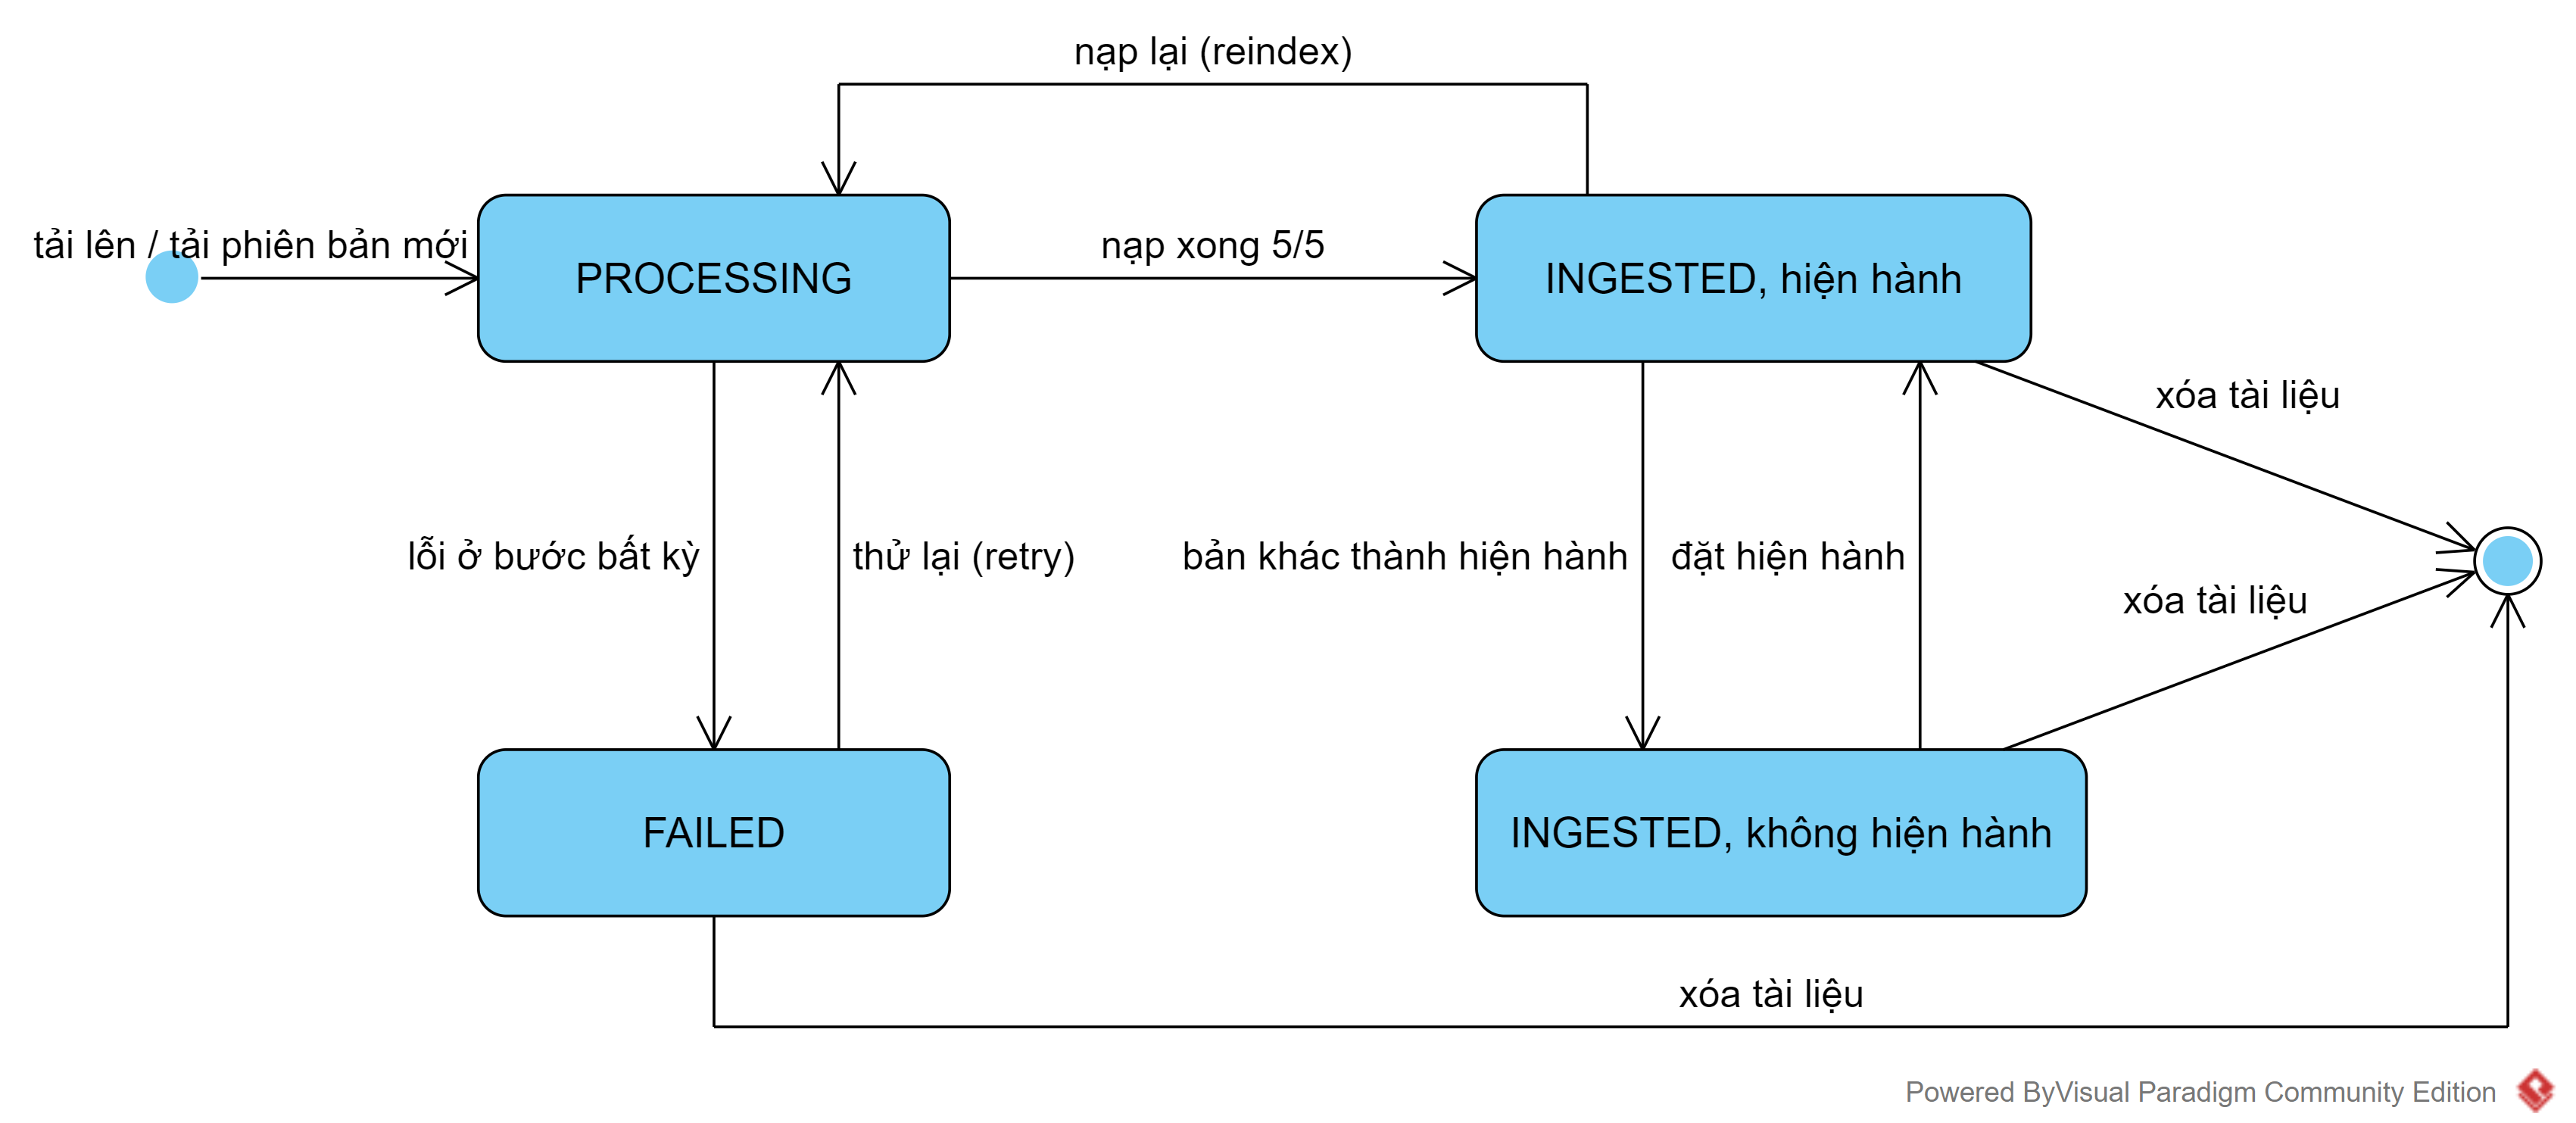 nạp lại (reindex)
tải lên / tải phiên bản mới
PROCESSING
nạp xong 5/5
INGESTED, hiện hành
xóa tài liệu
lỗi ở bước bất kỳ
thử lại (retry)
bản khác thành hiện hành
đặt hiện hành
xóa tài liệu
FAILED
INGESTED, không hiện hành
xóa tài liệu
Powered ByVisual Paradigm Community Edition